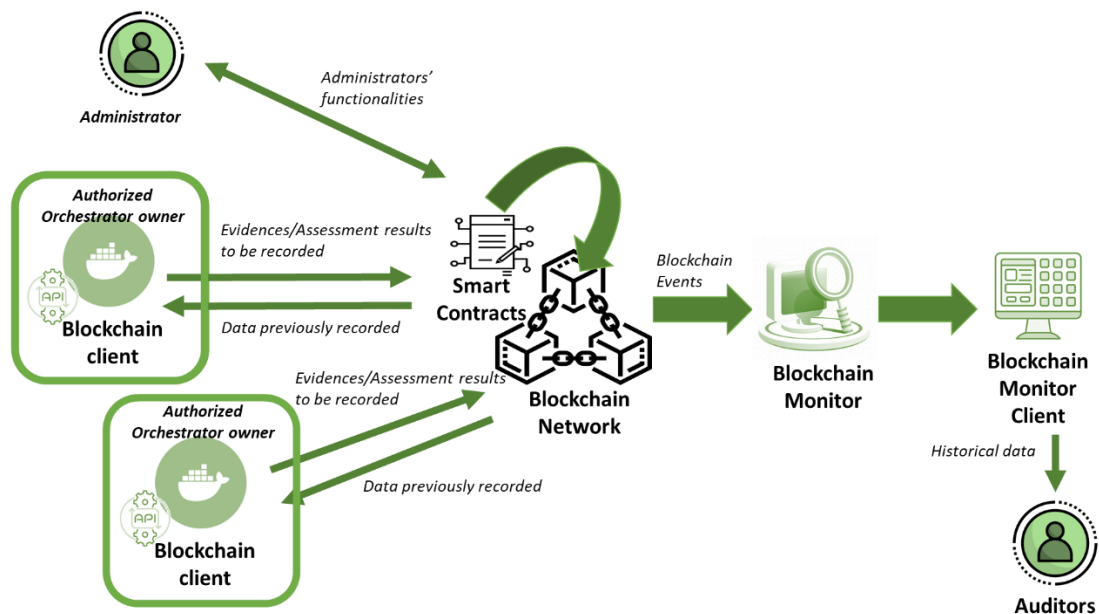 Administrator
Administrators'
functionalities
Authorized
Orchestrator owner
API
Blockchain
client
Evidences/Assessment results
to be recorded
Data previously recorded
Smart
Contracts
Blockchain
Network
Blockchain
Events
Blockchain
Monitor
Blockchain
Monitor
Client
Evidences/Assessment results
to be recorded
Authorized
Orchestrator owner
API
Blockchain
client
Data previously recorded
Historical data
Auditors